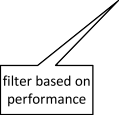 filter based on
performance